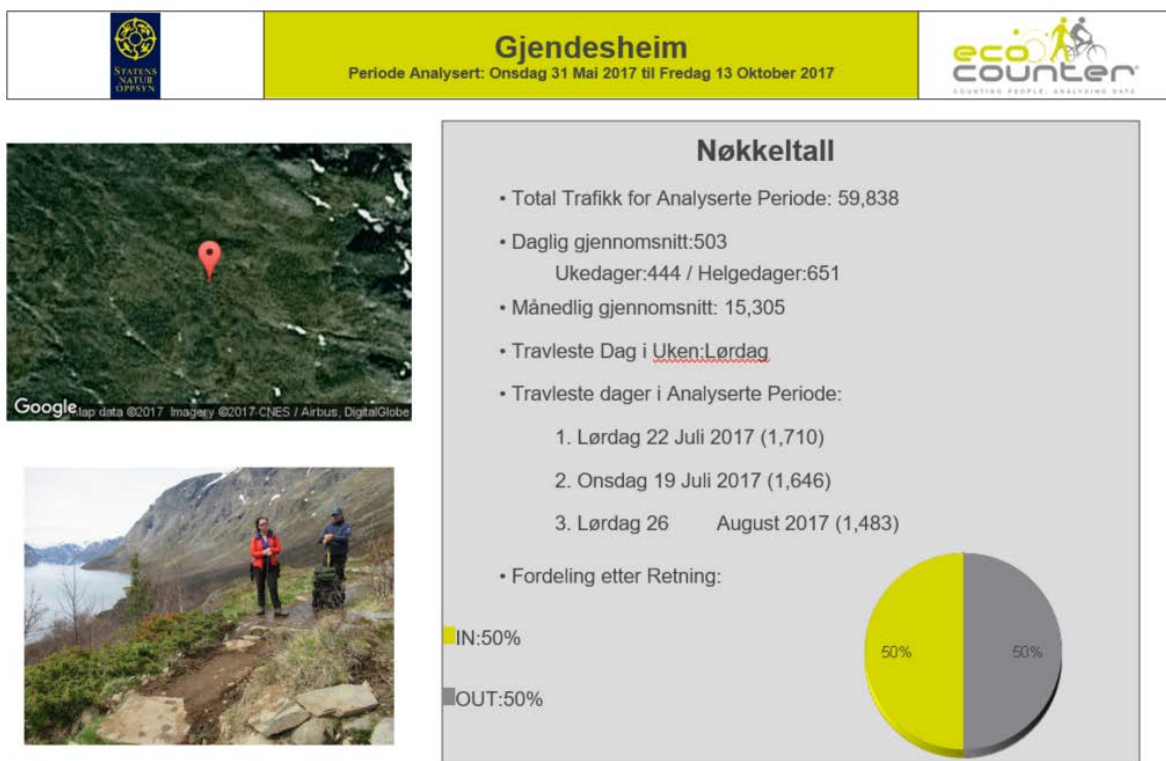 STATENS
NATUR
OPPSYN
Gjendesheim
Periode Analysert: Onsdag 31 Mai 2017 til Fredag 13 Oktober 2017
eco
counter
COUNTING PEOPLE, ANALYSING DATA
Nøkkeltall
• Total Trafikk for Analyserte Periode: 59,838
• Daglig gjennomsnitt:503
Ukedager:444 / Helgedager:651
• Månedlig gjennomsnitt: 15,305
• Travleste Dag i Uken:Lørdag
• Travleste dager i Analyserte Periode:
1. Lørdag 22 Juli 2017 (1,710)
2. Onsdag 19 Juli 2017 (1,646)
3. Lørdag 26 August 2017 (1,483)
• Fordeling etter Retning:
IN:50%
OUT:50%
50%
50%
Google Map data ©2017 Imagery ©2017 CNES / Airbus, DigitalGlobe